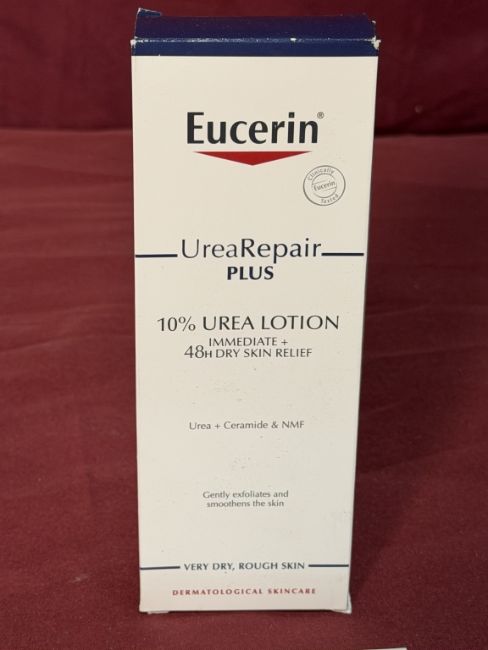 Eucerin®
Clinically
Eucerin
Tested
UreaRepair
PLUS
10% UREA LOTION
IMMEDIATE +
48H DRY SKIN RELIEF
Urea + Ceramide & NMF
Gently exfoliates and
smoothens the skin
VERY DRY, ROUGH SKIN
DERMATOLOGICAL SKINCARE